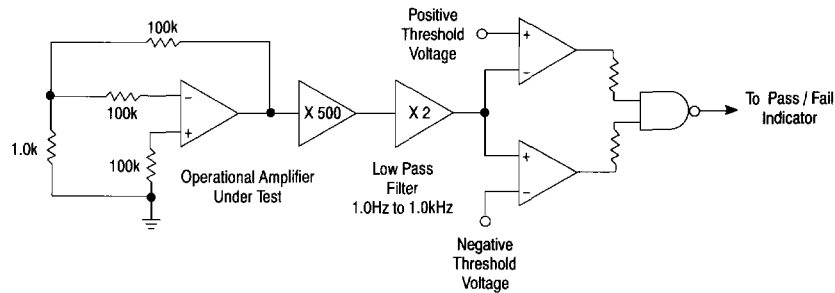 100k
100k
1.0k
100k
-
+
Operational Amplifier
Under Test
X 500
X 2
Low Pass
Filter
1.0Hz to 1.0kHz
Positive
Threshold
Voltage
+
-
+
-
Negative
Threshold
Voltage
To Pass / Fail
Indicator